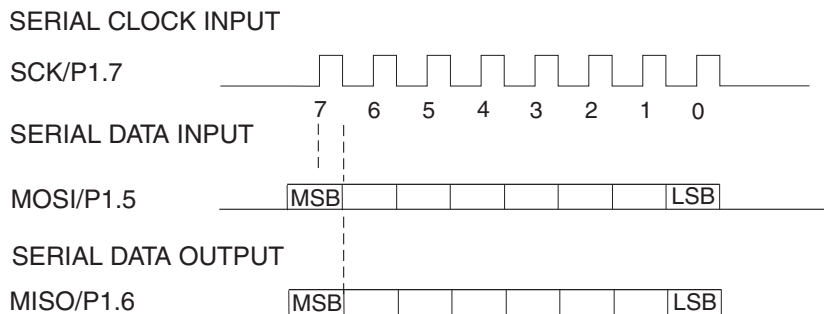 SERIAL CLOCK INPUT
SCK/P1.7
7 6 5 4 3 2 1 0
SERIAL DATA INPUT
MOSI/P1.5 MSB LSB
SERIAL DATA OUTPUT
MISO/P1.6 MSB LSB